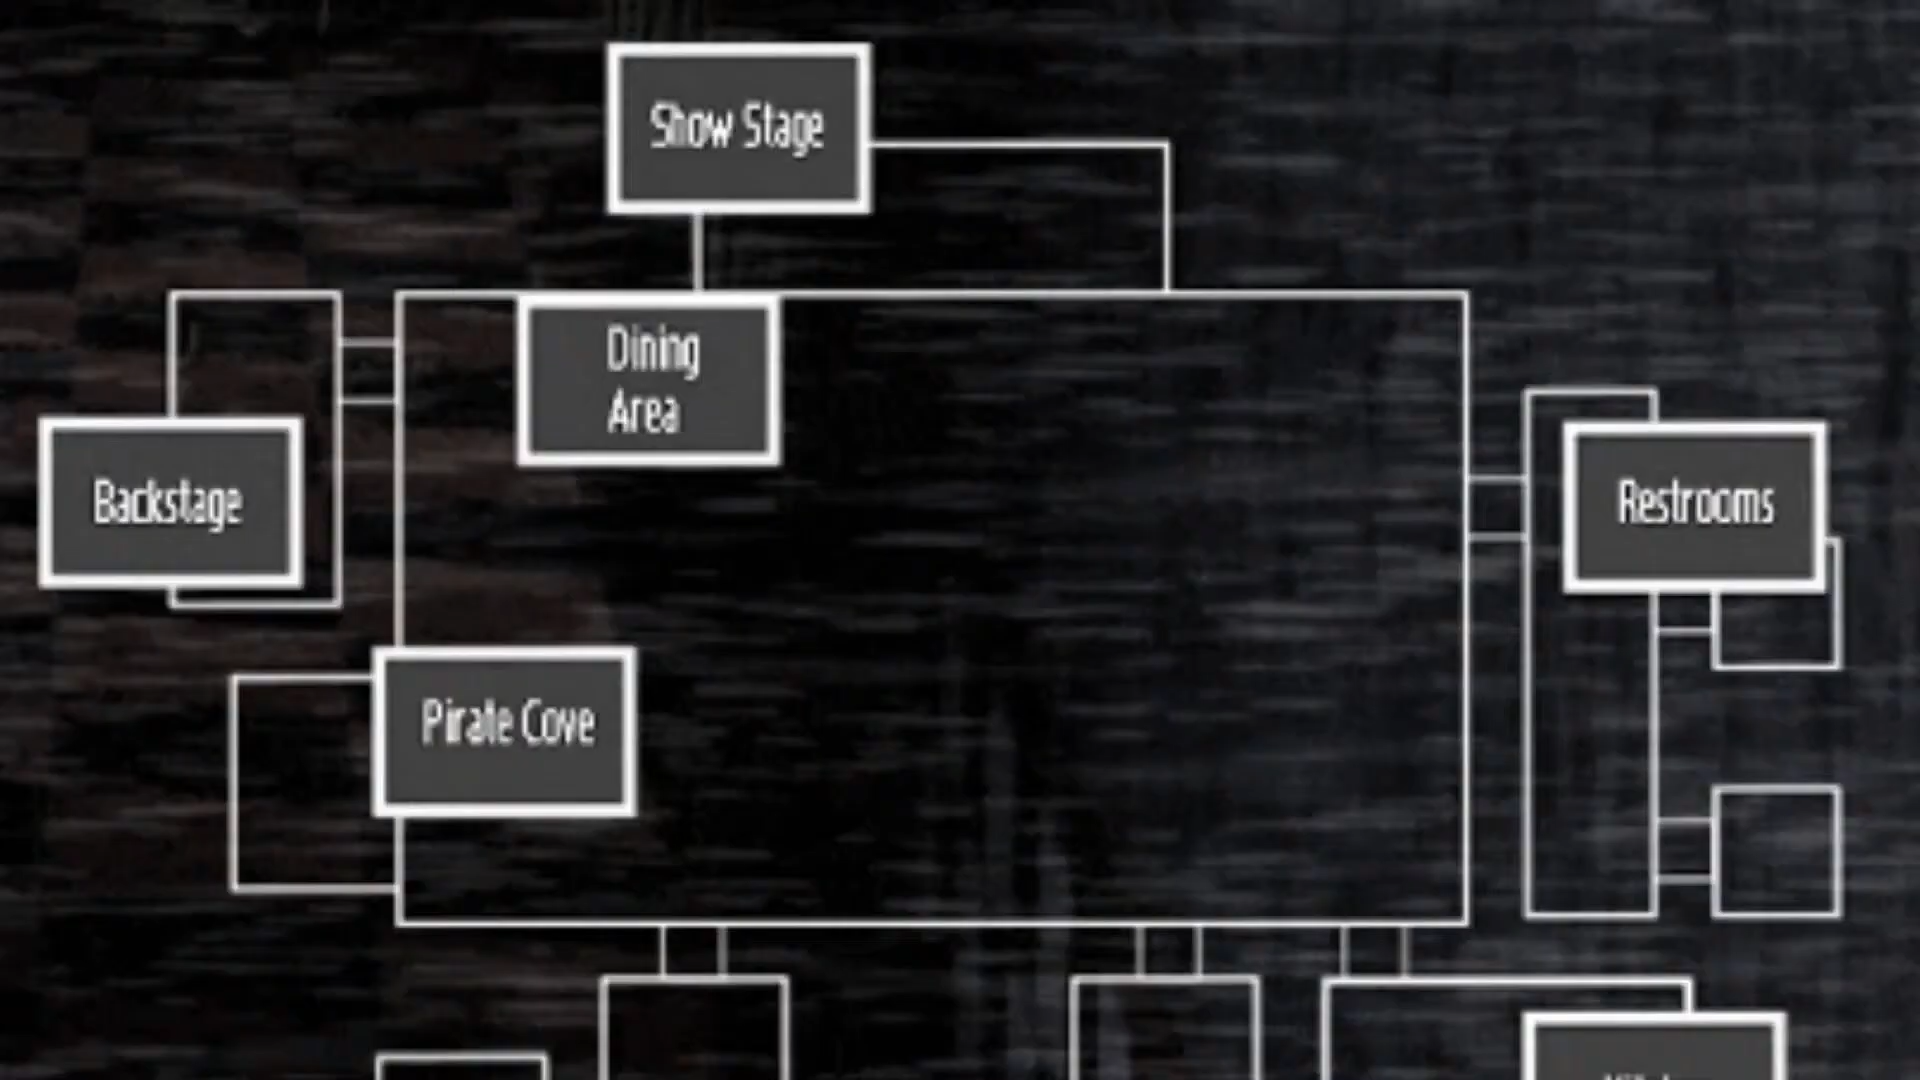 Show Stage
Dining
Area
Backstage
Restrooms
Pirate Cove